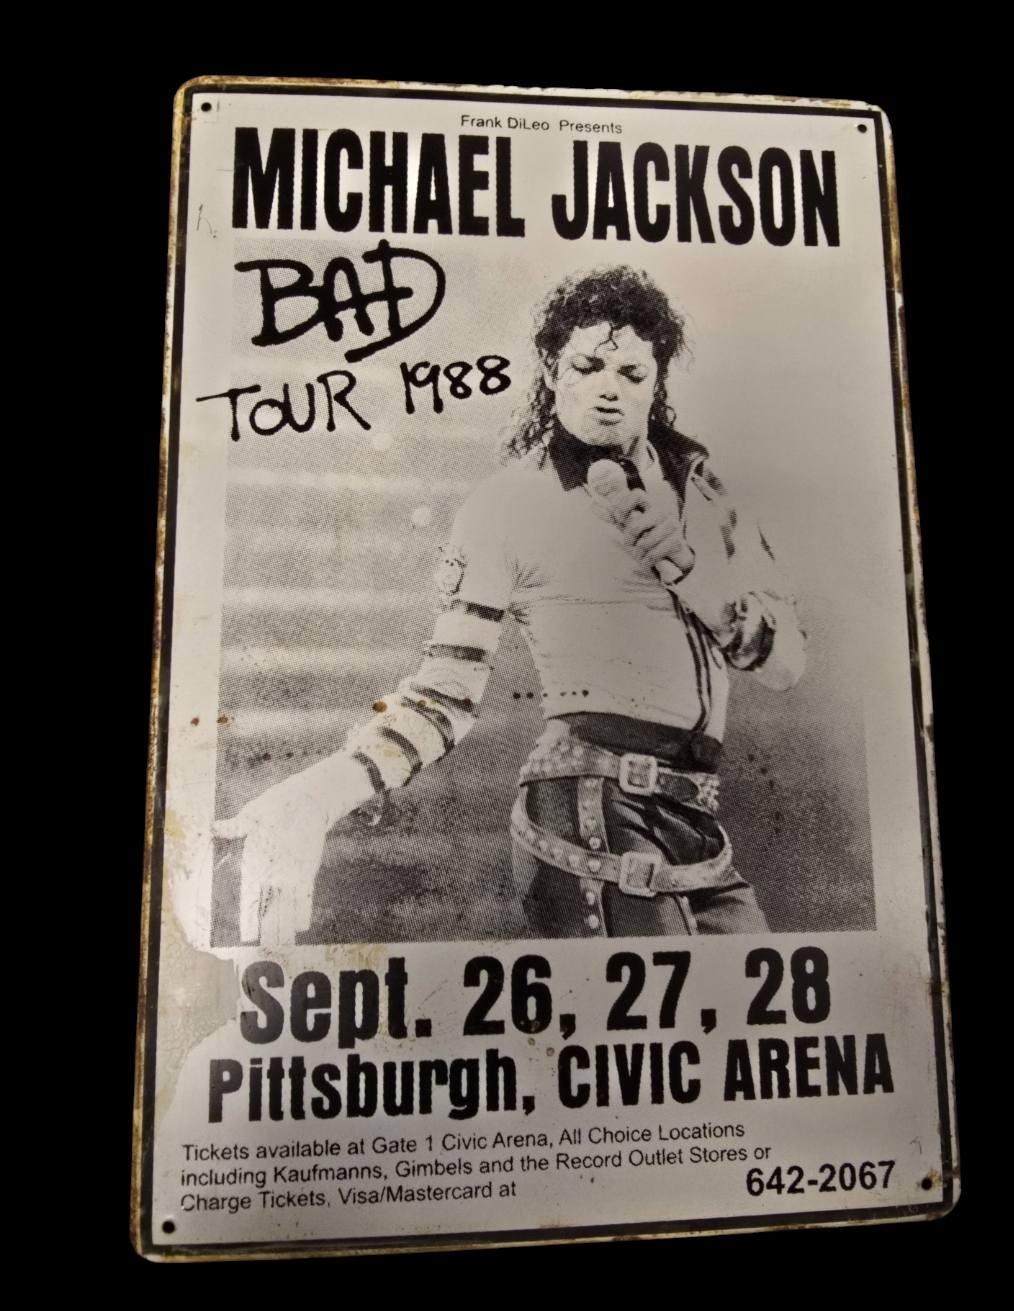 Frank DiLeo Presents
MICHAEL JACKSON
BAD
TOUR 1988
Sept. 26, 27, 28
Pittsburgh, CIVIC ARENA
Tickets available at Gate 1 Civic Arena, All Choice Locations
including Kaufmanns, Gimbels and the Record Outlet Stores or
Charge Tickets, Visa/Mastercard at 642-2067